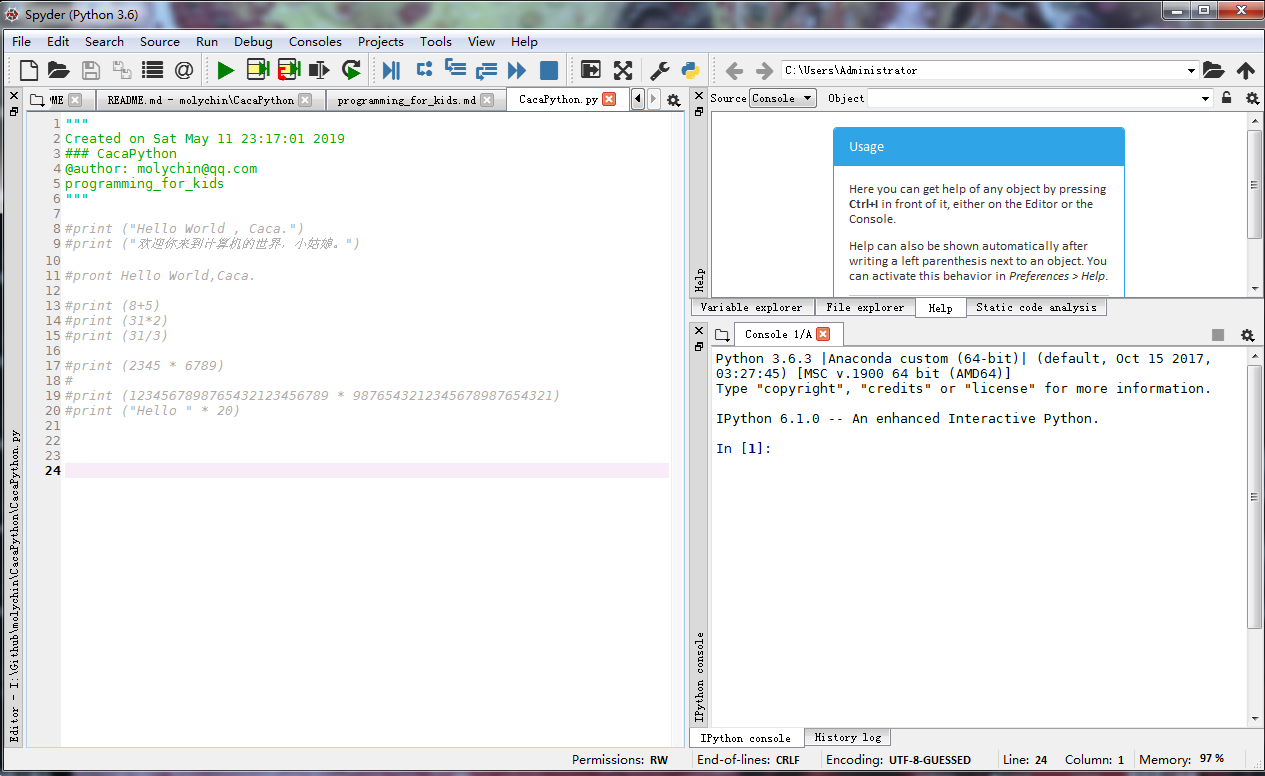 Spyder (Python 3.6)
File Edit Search Source Run Debug Consoles Projects Tools View Help
C:\Users\Administrator
ME README.md - molychin\CacaPython programming_for_kids.md CacaPython.py
Source Console Object
1 """
2 Created on Sat May 11 23:17:01 2019
3 ### CacaPython
4 @author: molychin@qq.com
5 programming_for_kids
6 """
7
8 #print ("Hello World , Caca.")
9 #print ("欢迎你来到计算机的世界，小姑娘。")
10
11 #pront Hello World,Caca.
12
13 #print (8+5)
14 #print (31*2)
15 #print (31/3)
16
17 #print (2345 * 6789)
18 #
19 #print (1234567898765432123456789 * 98765432123456789876543​21)
20 #print ("Hello " * 20)
21
22
23
24
Editor - I:\Github\molychin\CacaPython\CacaPython.py
Usage
Here you can get help of any object by pressing
Ctrl+I in front of it, either on the Editor or the
Console.
Help can also be shown automatically after
writing a left parenthesis next to an object. You
can activate this behavior in Preferences > Help.
Help
Variable explorer File explorer Help Static code analysis
Console 1/A
Python 3.6.3 |Anaconda custom (64-bit)| (default, Oct 15 2017,
03:27:45) [MSC v.1900 64 bit (AMD64)]
Type "copyright", "credits" or "license" for more information.
IPython 6.1.0 -- An enhanced Interactive Python.
In [1]:
IPython console
IPython console History log
Permissions: RW End-of-lines: CRLF Encoding: UTF-8-GUESSED Line: 24 Column: 1 Memory: 97 %